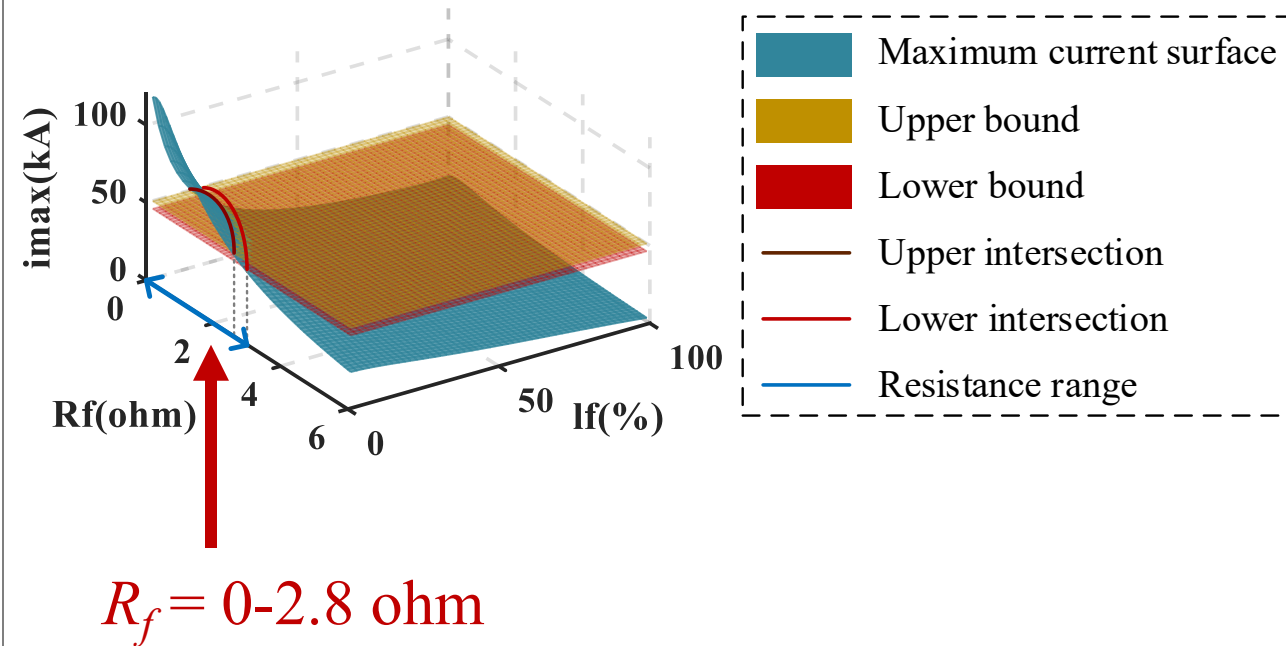 imax(kA)
100
50
0
0
2
4
6
Rf(ohm)
0
50
100
lf(%)
Maximum current surface
Upper bound
Lower bound
Upper intersection
Lower intersection
Resistance range
R_f = 0-2.8 ohm